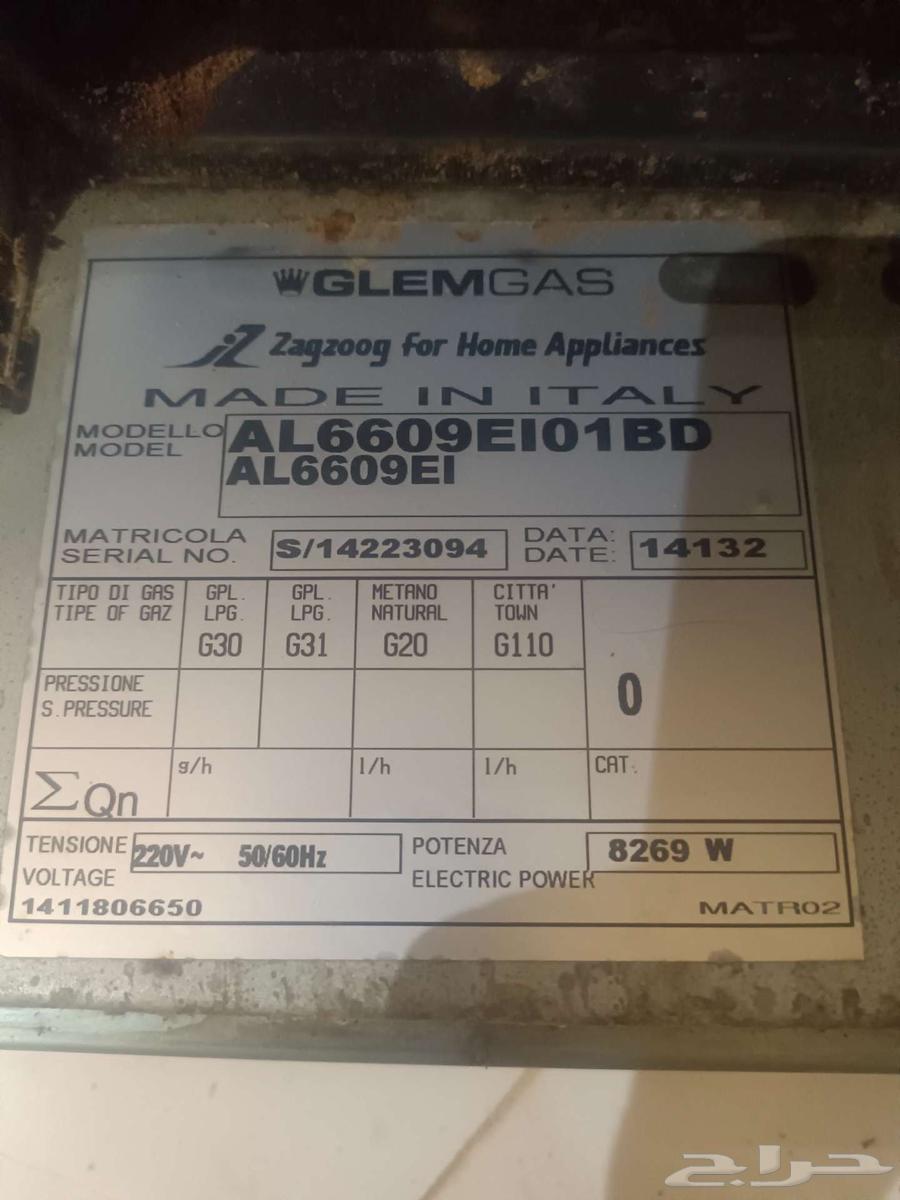 GLEMGAS
Zagzoog for Home Appliances
MADE IN ITALY
MODELLO
MODEL
AL6609EI01BD
AL6609EI
MATRICOLA
SERIAL NO.
S/14223094
DATA:
DATE:
14132
TIPO DI GAS
TIPE OF GAZ
GPL.
LPG.
G30
GPL.
LPG.
G31
METANO
NATURAL
G20
CITTA'
TOWN
G110
PRESSIONE
S.PRESSURE
0
ΣQn
g/h
l/h
l/h
CAT.
TENSIONE
VOLTAGE
220V~ 50/60Hz
POTENZA
ELECTRIC POWER
8269 W
1411806650
MATR02
حراج